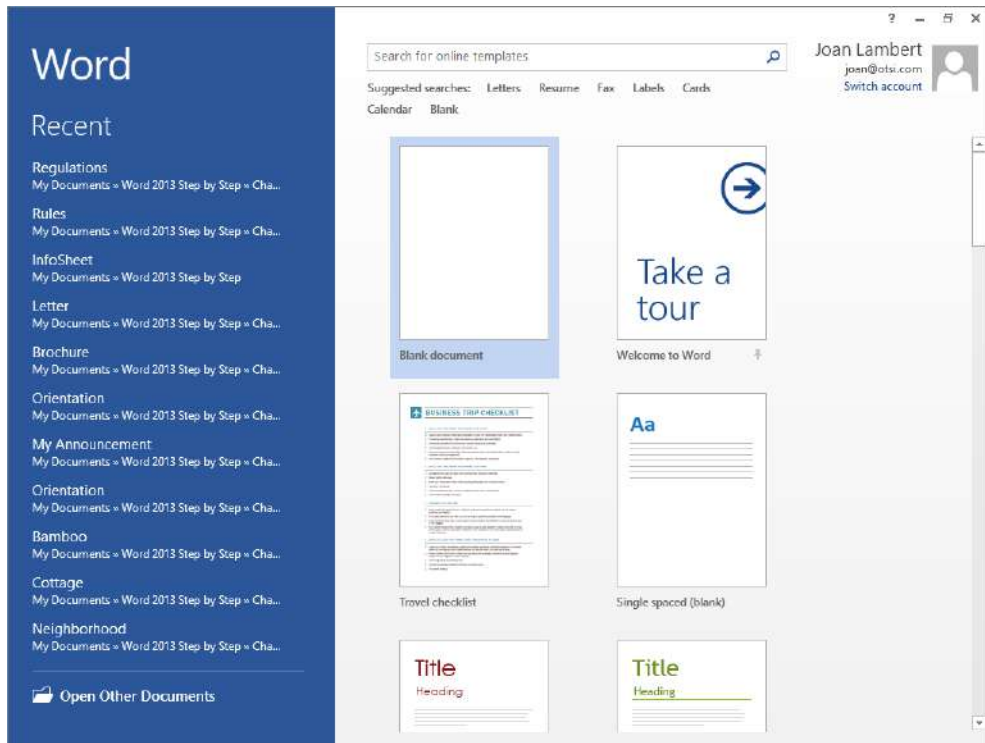 Word
Recent
Regulations
My Documents » Word 2013 Step by Step » Cha...
Rules
My Documents » Word 2013 Step by Step » Cha...
InfoSheet
My Documents » Word 2013 Step by Step
Letter
My Documents » Word 2013 Step by Step » Cha...
Brochure
My Documents » Word 2013 Step by Step » Cha...
Orientation
My Documents » Word 2013 Step by Step » Cha...
My Announcement
My Documents » Word 2013 Step by Step » Cha...
Orientation
My Documents » Word 2013 Step by Step » Cha...
Bamboo
My Documents » Word 2013 Step by Step » Cha...
Cottage
My Documents » Word 2013 Step by Step » Cha...
Neighborhood
My Documents » Word 2013 Step by Step » Cha...
Open Other Documents
?
Search for online templates
Joan Lambert
joan@otsi.com
Switch account
Suggested searches: Letters Resume Fax Labels Cards
Calendar Blank
Take a
tour
Blank document
Welcome to Word
BUSINESS TRIP CHECKLIST
Aa
Travel checklist
Single spaced (blank)
Title
Heading
Title
Heading